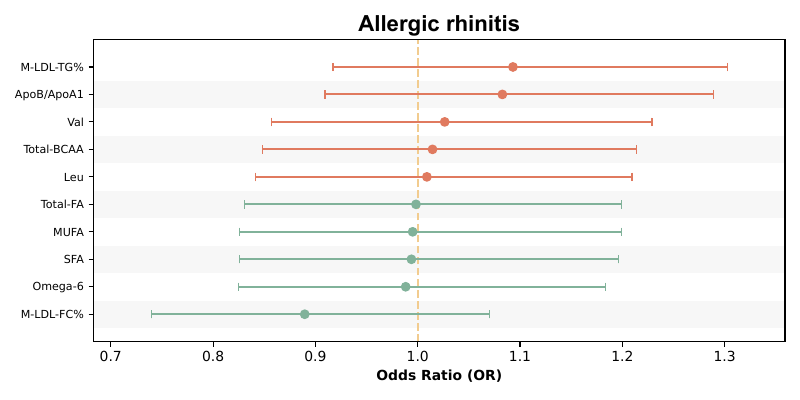 Allergic rhinitis
M-LDL-TG%
ApoB/ApoA1
Val
Total-BCAA
Leu
Total-FA
MUFA
SFA
Omega-6
M-LDL-FC%
0.7 0.8 0.9 1.0 1.1 1.2 1.3
Odds Ratio (OR)